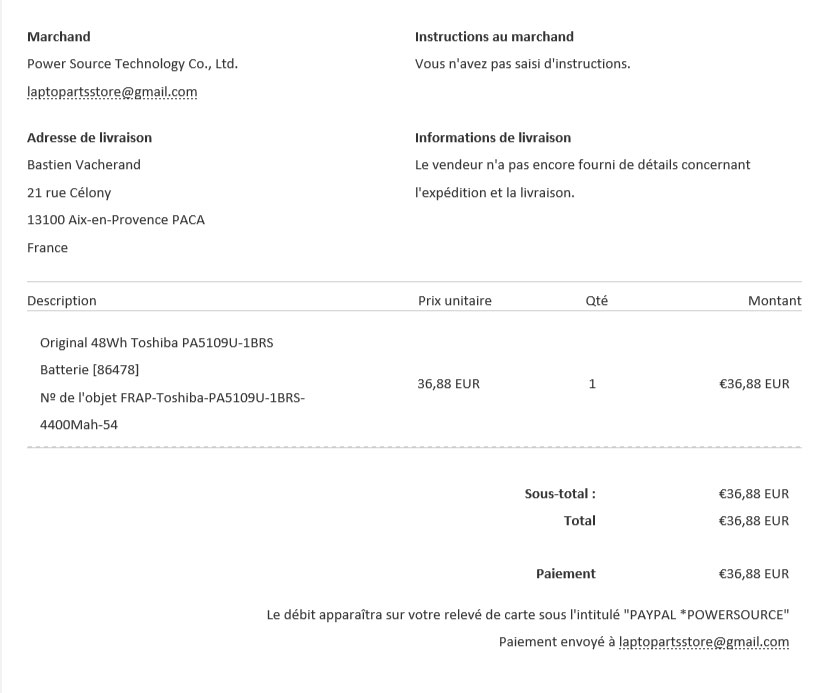 Marchand
Power Source Technology Co., Ltd.
laptopartsstore@gmail.com
Instructions au marchand
Vous n'avez pas saisi d'instructions.
Adresse de livraison
Bastien Vacherand
21 rue Célony
13100 Aix-en-Provence PACA
France
Informations de livraison
Le vendeur n'a pas encore fourni de détails concernant
l'expédition et la livraison.
Description Prix unitaire Qté Montant
Original 48Wh Toshiba PA5109U-1BRS
Batterie [86478]
Nº de l'objet FRAP-Toshiba-PA5109U-1BRS-
4400Mah-54
36,88 EUR 1 €36,88 EUR
Sous-total : €36,88 EUR
Total €36,88 EUR
Paiement €36,88 EUR
Le débit apparaîtra sur votre relevé de carte sous l'intitulé "PAYPAL *POWERSOURCE"
Paiement envoyé à laptopartsstore@gmail.com